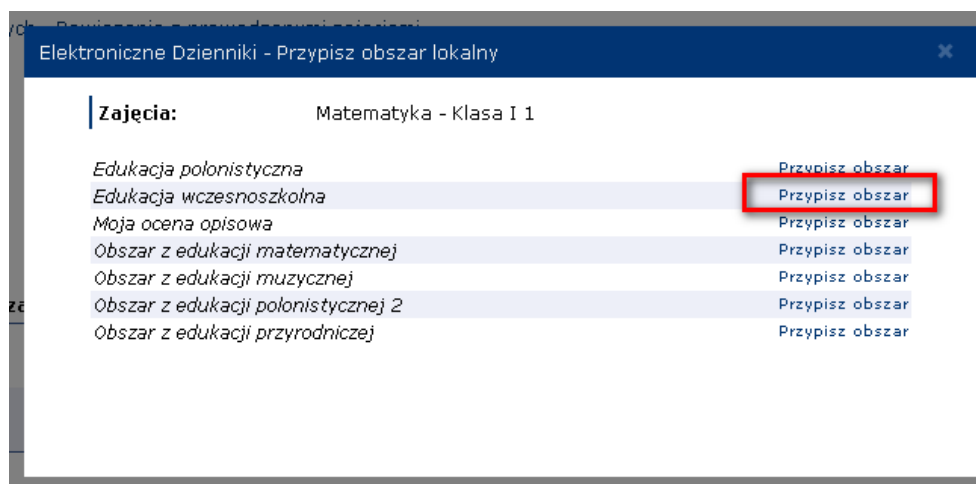 Elektroniczne Dzienniki - Przypisz obszar lokalny
Zajęcia: Matematyka - Klasa I 1
Edukacja polonistyczna Przypisz obszar
Edukacja wczesnoszkolna Przypisz obszar
Moja ocena opisowa Przypisz obszar
Obszar z edukacji matematycznej Przypisz obszar
Obszar z edukacji muzycznej Przypisz obszar
Obszar z edukacji polonistycznej 2 Przypisz obszar
Obszar z edukacji przyrodniczej Przypisz obszar